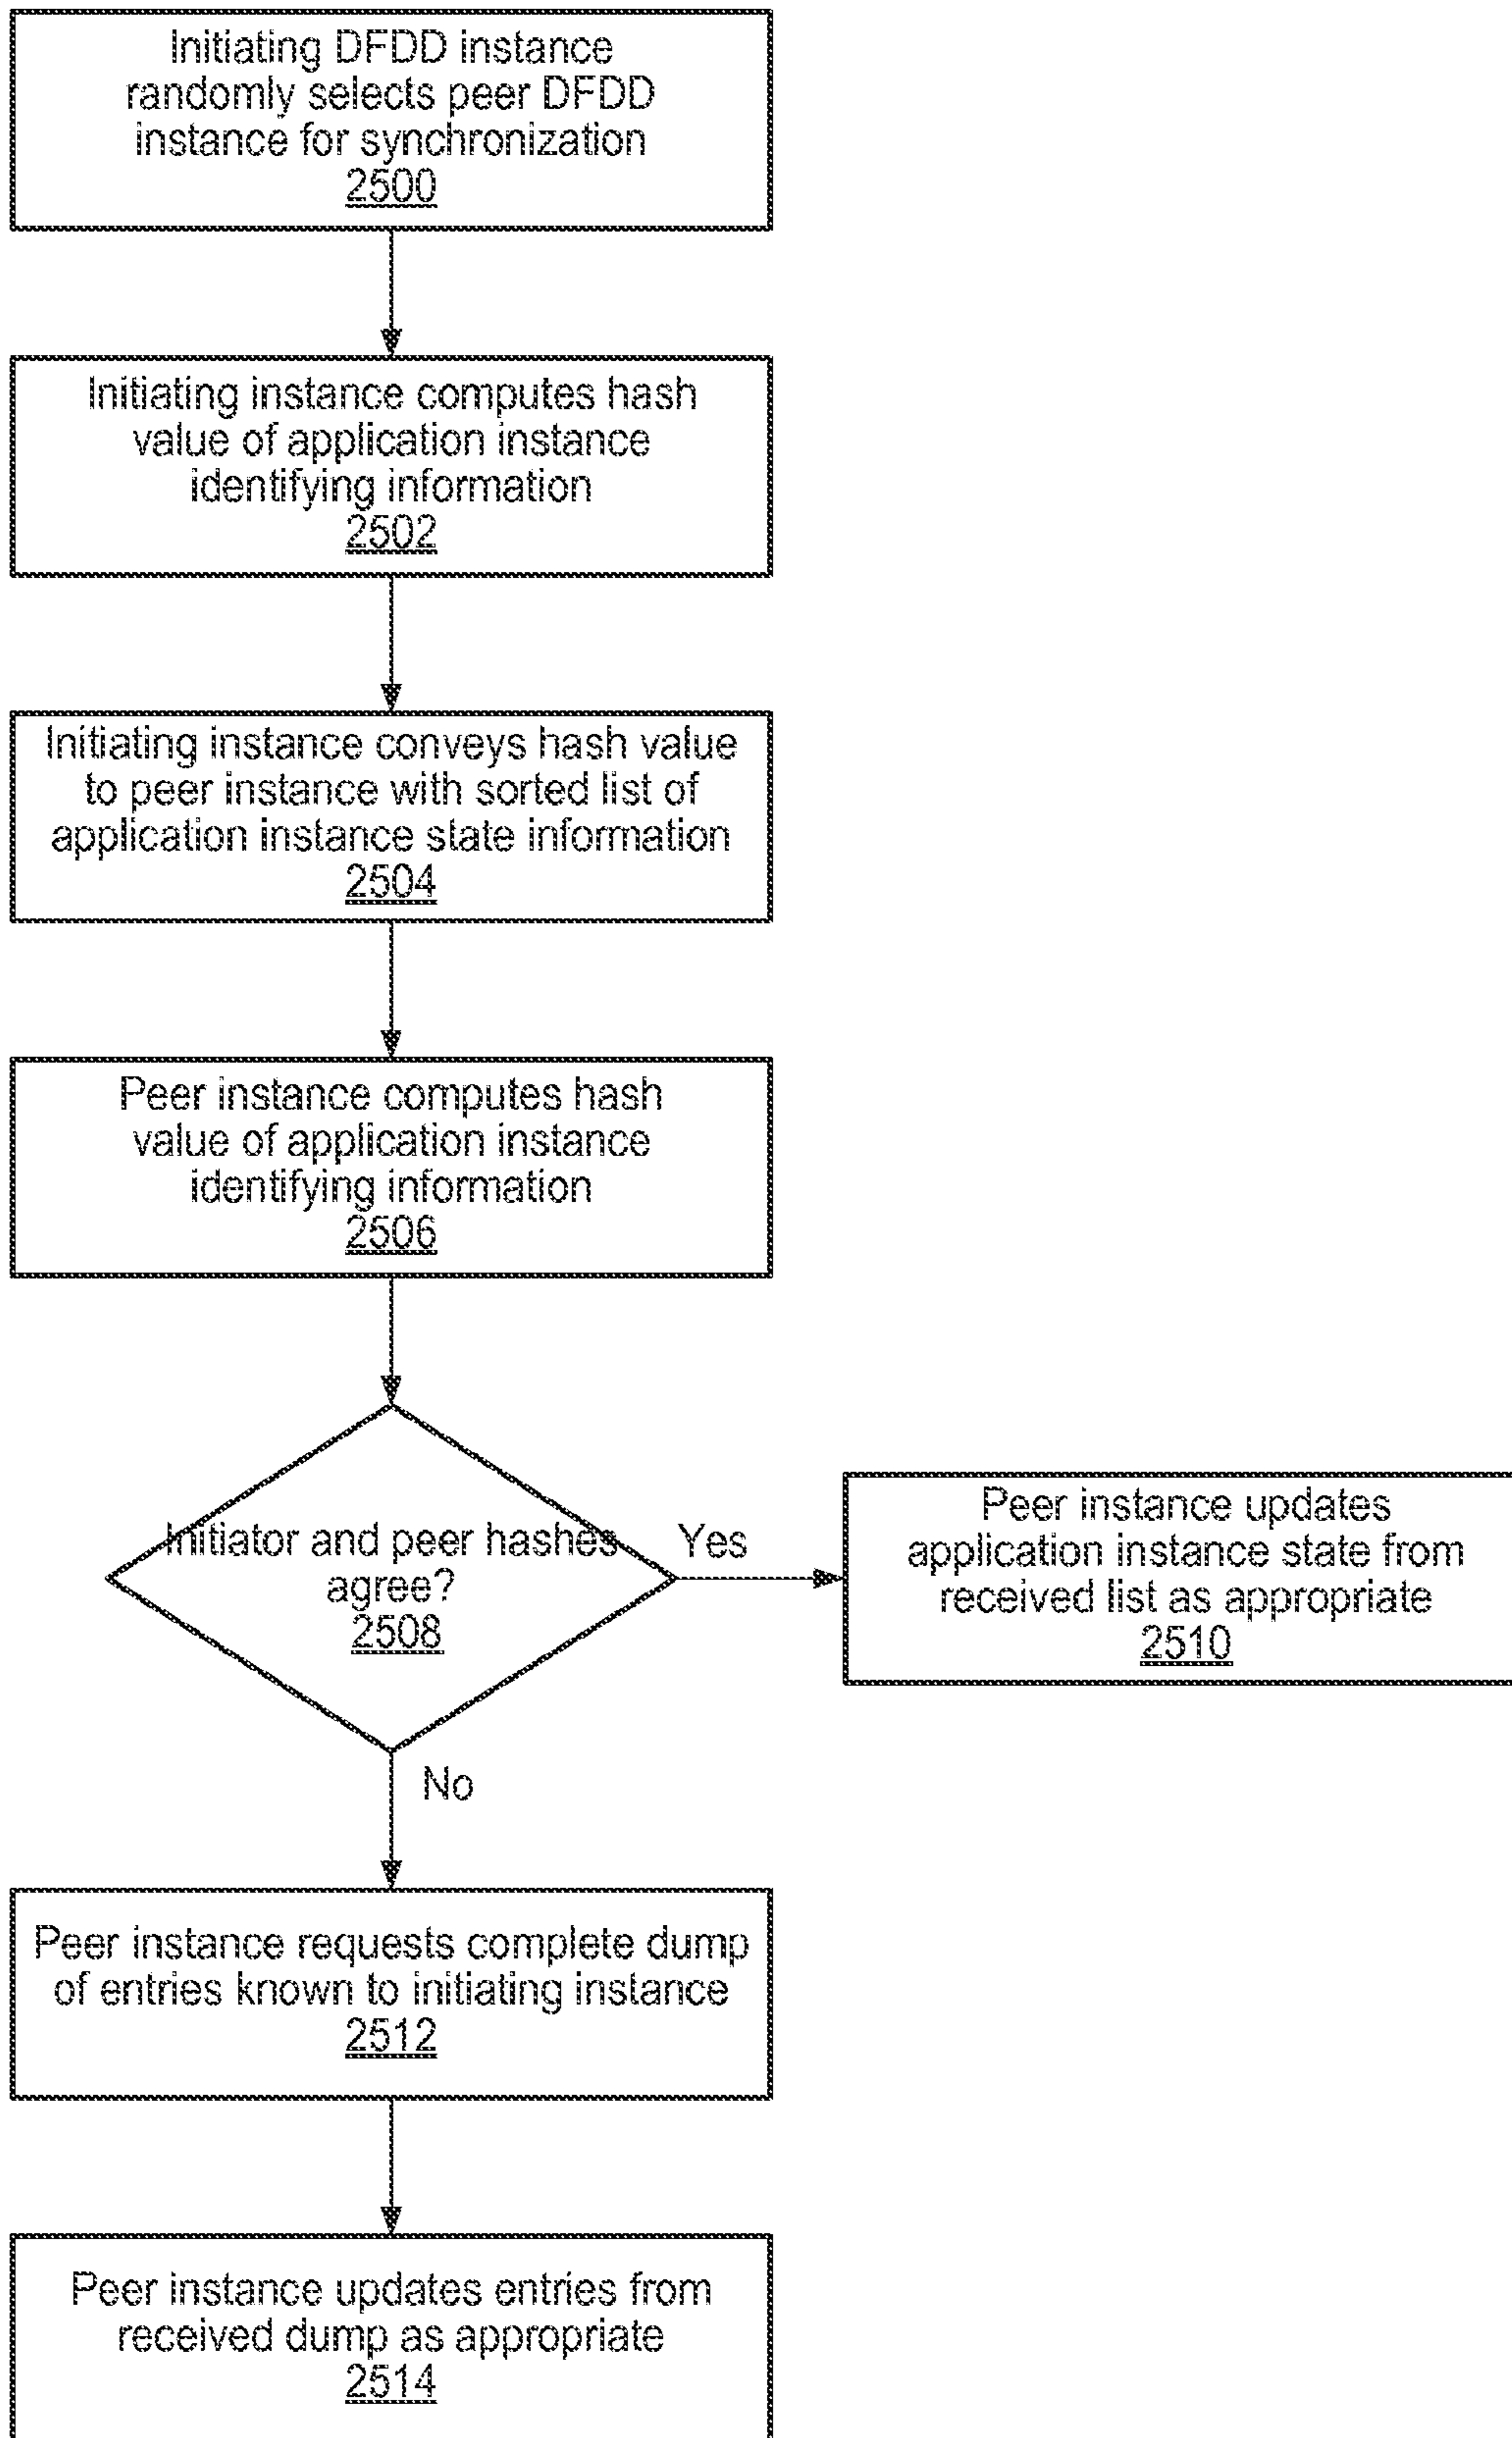 Initiating DFDD instance
randomly selects peer DFDD
instance for synchronization
2500
Initiating instance computes hash
value of application instance
identifying information
2502
Initiating instance conveys hash value
to peer instance with sorted list of
application instance state information
2504
Peer instance computes hash
value of application instance
identifying information
2506
Initiator and peer hashes
agree?
2508
Yes
Peer instance updates
application instance state from
received list as appropriate
2510
No
Peer instance requests complete dump
of entries known to initiating instance
2512
Peer instance updates entries from
received dump as appropriate
2514